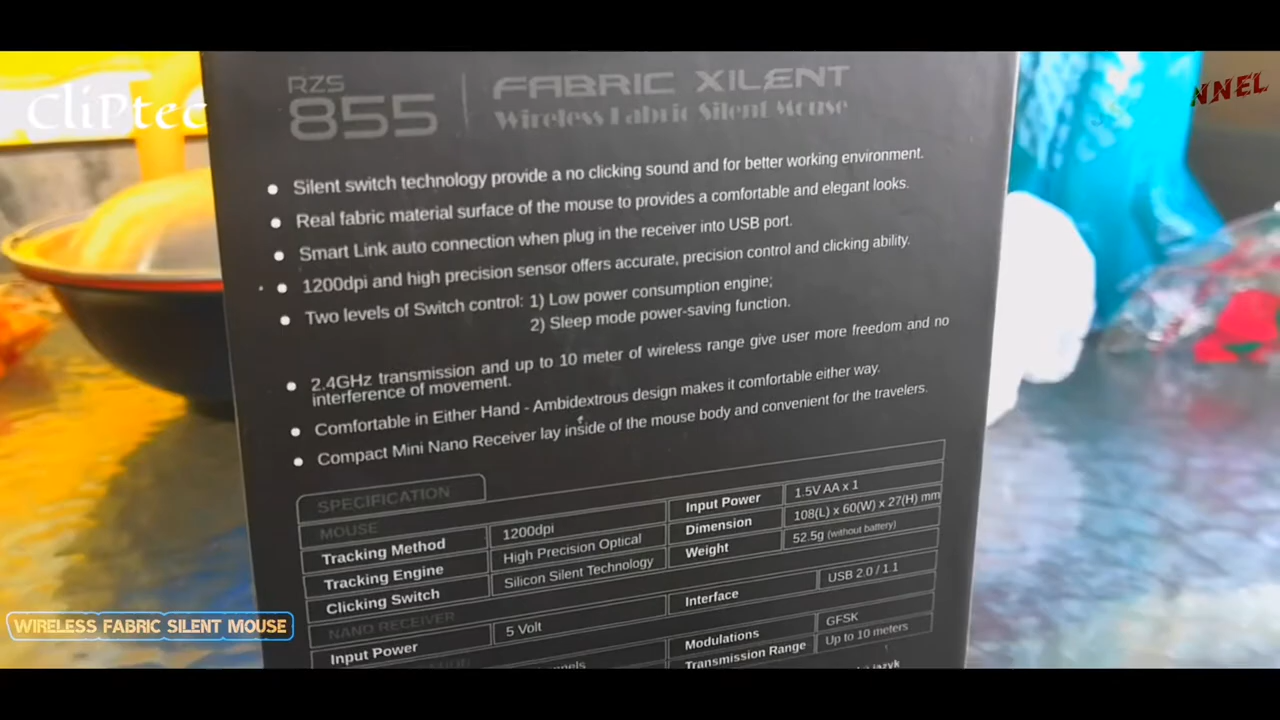 CliPtec
NNEL
RZS
855
FABRIC XILENT
Wireless Fabric Silent Mouse
Silent switch technology provide a no clicking sound and for better working environment.
Real fabric material surface of the mouse to provides a comfortable and elegant looks.
Smart Link auto connection when plug in the receiver into USB port.
1200dpi and high precision sensor offers accurate, precision control and clicking ability.
Two levels of Switch control: 1) Low power consumption engine;
2) Sleep mode power-saving function.
2.4GHz transmission and up to 10 meter of wireless range give user more freedom and no
interference of movement.
Comfortable in Either Hand - Ambidextrous design makes it comfortable either way.
Compact Mini Nano Receiver lay inside of the mouse body and convenient for the travelers.
SPECIFICATION
MOUSE
Tracking Method 1200dpi Input Power 1.5V AA x 1
Tracking Engine High Precision Optical Dimension 108(L) x 60(W) x 27(H) mm
Clicking Switch Silicon Silent Technology Weight 52.5g (without battery)
NANO RECEIVER
Input Power 5 Volt Interface USB 2.0 / 1.1
Modulations GFSK
Transmission Range Up to 10 meters
WIRELESS FABRIC SILENT MOUSE